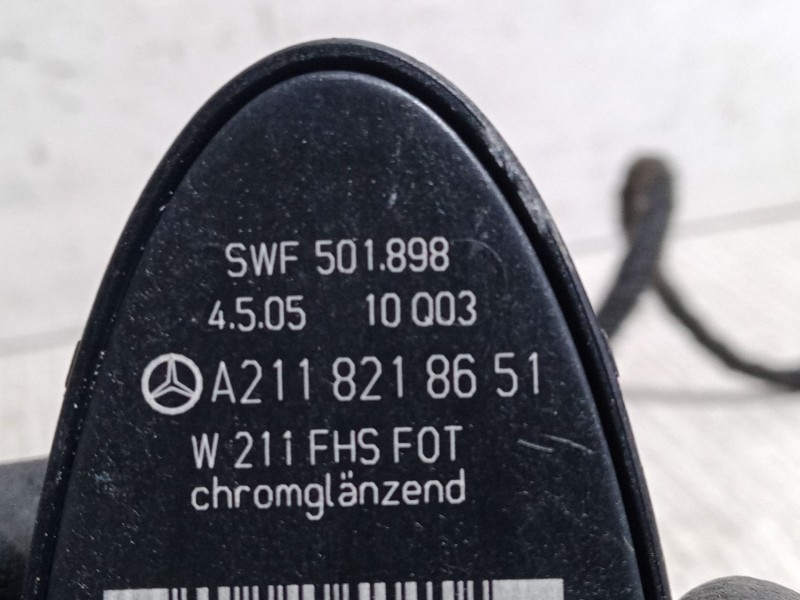 SWF 501.898
4.5.05 10 Q03
A211 821 86 51
W 211 FHS FOT
chromglänzend